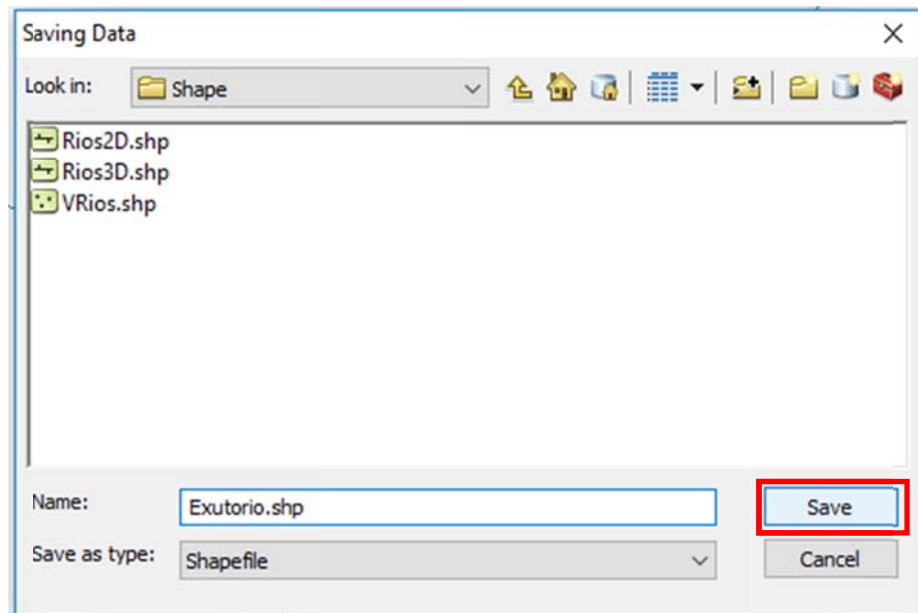 Saving Data
Look in: Shape
Rios2D.shp
Rios3D.shp
VRios.shp
Name: Exutorio.shp Save
Save as type: Shapefile Cancel